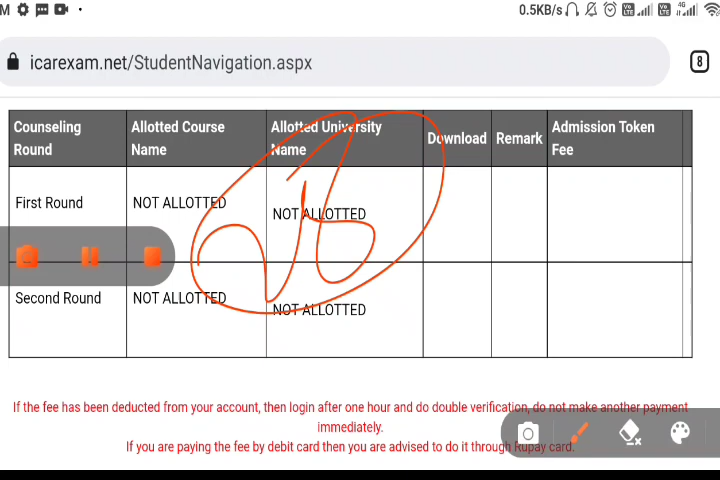 M 0.5KB/s Vo LTE Vo LTE 4G
icarexam.net/StudentNavigation.aspx 8
Counseling Round Allotted Course Name Allotted University Name Download Remark Admission Token Fee
First Round NOT ALLOTTED NOT ALLOTTED
Second Round NOT ALLOTTED NOT ALLOTTED
If the fee has been deducted from your account, then login after one hour and do double verification, do not make another payment
immediately.
If you are paying the fee by debit card then you are advised to do it through Rupay card.